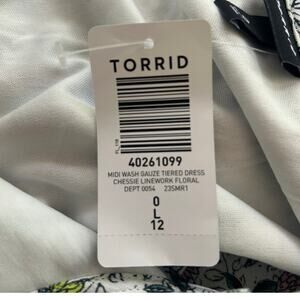 TORRID
40261099
MIDI WASH GAUZE TIERED DRESS
CHESSIE LINEWORK FLORAL
DEPT 0054 23SMR1
0
L
12